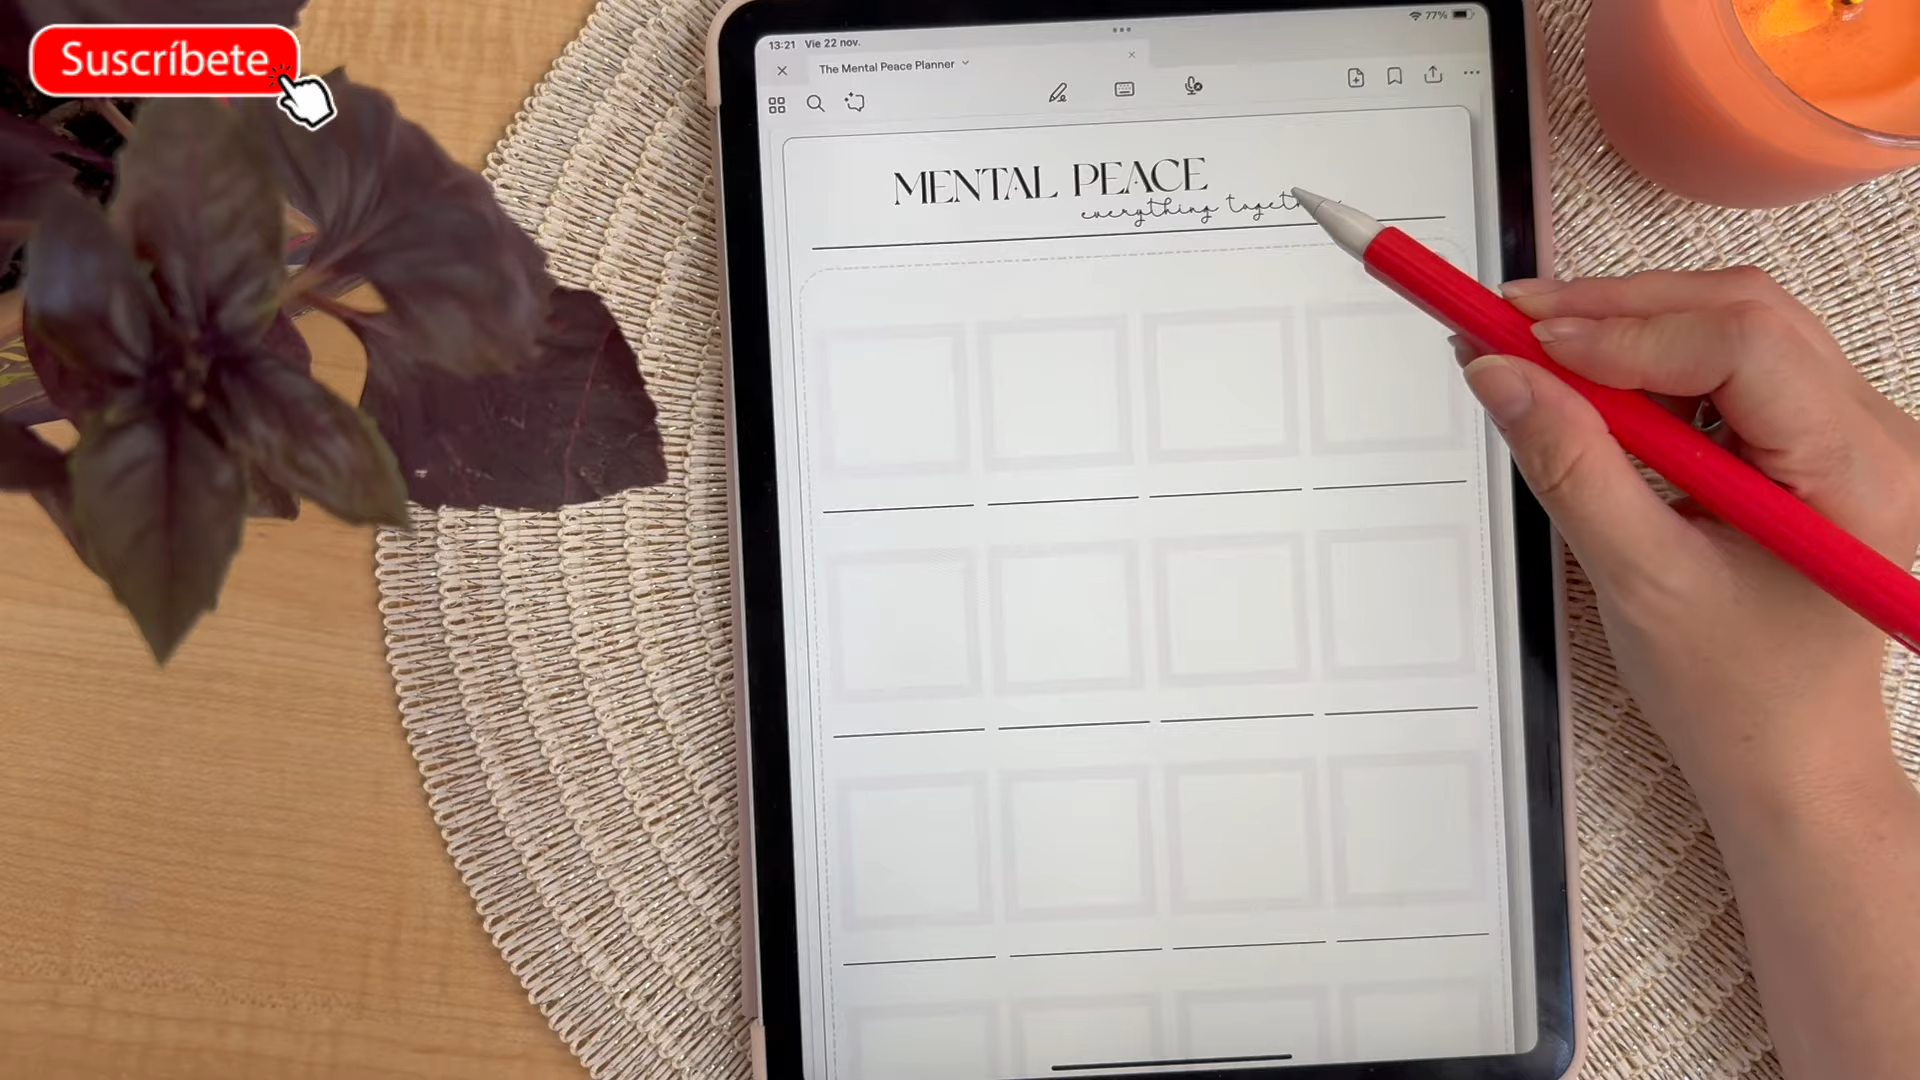 Suscríbete
13:21 Vie 22 nov.
77%
The Mental Peace Planner
MENTAL PEACE
everything